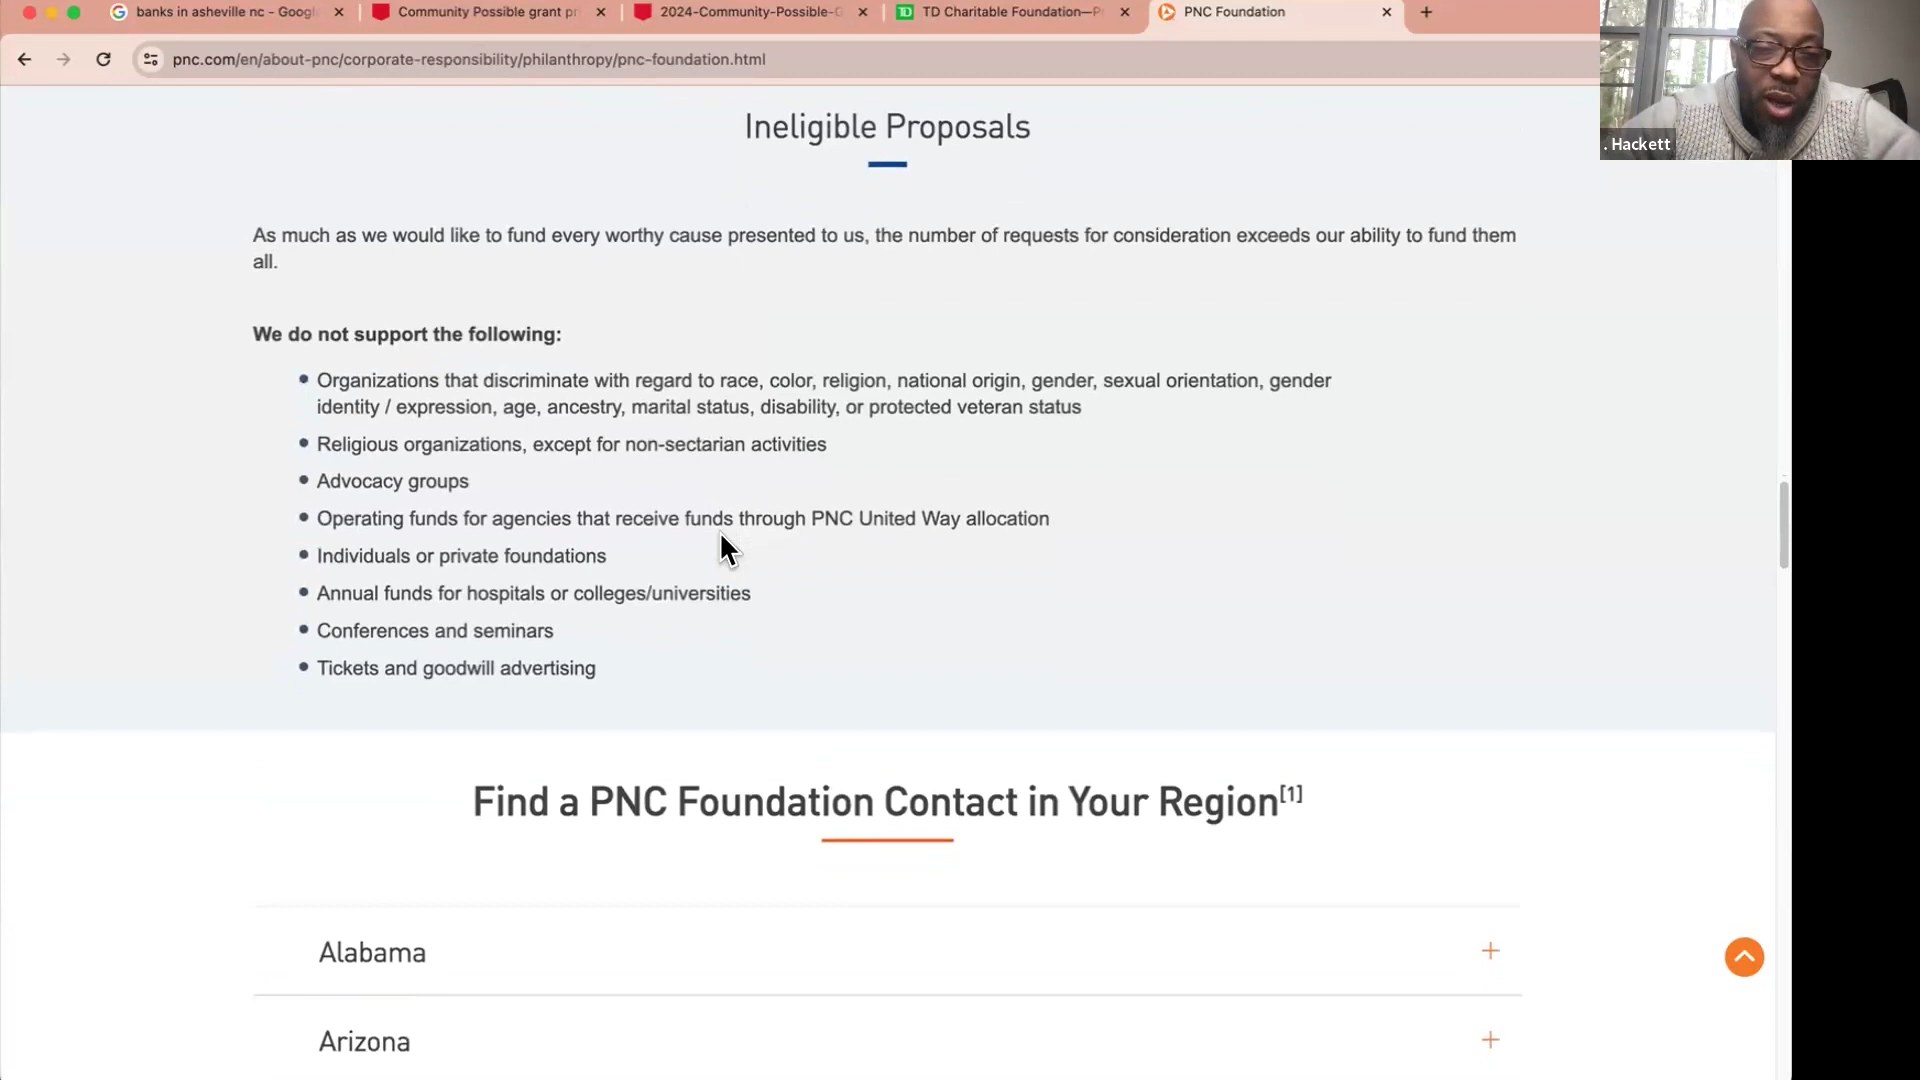 banks in asheville nc - Googl
Community Possible grant pr
2024-Community-Possible-G
TD Charitable Foundation—P
PNC Foundation
pnc.com/en/about-pnc/corporate-responsibility/philanthropy/pnc-foundation.html
. Hackett
Ineligible Proposals
As much as we would like to fund every worthy cause presented to us, the number of requests for consideration exceeds our ability to fund them
all.
We do not support the following:
Organizations that discriminate with regard to race, color, religion, national origin, gender, sexual orientation, gender
identity / expression, age, ancestry, marital status, disability, or protected veteran status
Religious organizations, except for non-sectarian activities
Advocacy groups
Operating funds for agencies that receive funds through PNC United Way allocation
Individuals or private foundations
Annual funds for hospitals or colleges/universities
Conferences and seminars
Tickets and goodwill advertising
Find a PNC Foundation Contact in Your Region[1]
Alabama
Arizona